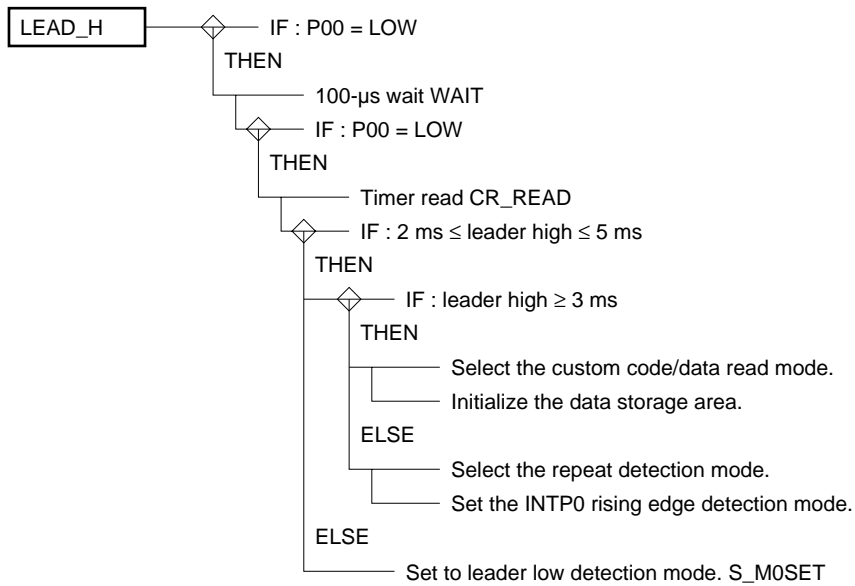 LEAD_H
IF : P00 = LOW
THEN
100-µs wait WAIT
IF : P00 = LOW
THEN
Timer read CR_READ
IF : 2 ms ≤ leader high ≤ 5 ms
THEN
IF : leader high ≥ 3 ms
THEN
Select the custom code/data read mode.
Initialize the data storage area.
ELSE
Select the repeat detection mode.
Set the INTP0 rising edge detection mode.
ELSE
Set to leader low detection mode. S_M0SET